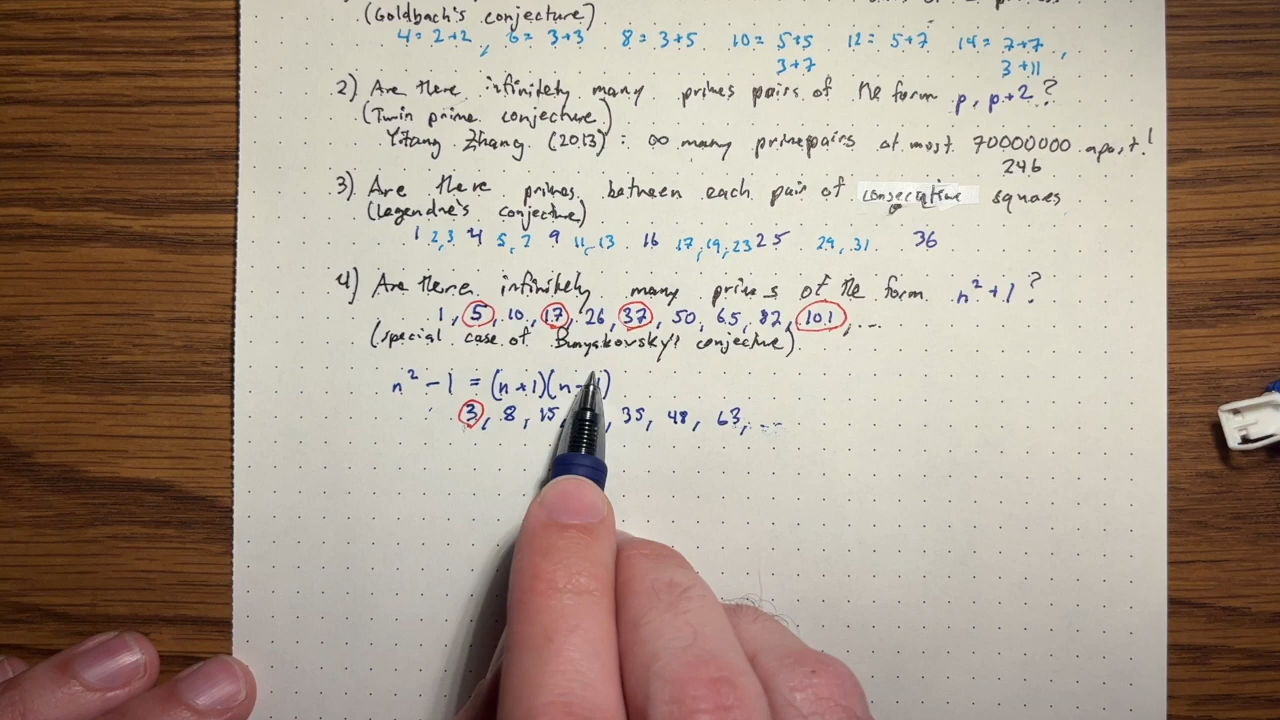 (Goldbach's conjecture)
4 = 2+2, 6 = 3+3 8 = 3+5 10 = 5+5 12 = 5+7 14 = 7+7,
3+7 3+11
2) Are there infinitely many primes pairs of the form p, p+2?
(Twin prime conjecture)
Yitang Zhang (2013): ∞ many prime pairs at most 70000000 apart!
246
3) Are there primes between each pair of consecutive squares
(Legendre's conjecture)
1 2,3 4 5,7 9 11,13 16 17,19,23 25 29,31 36
4) Are there infinitely many primes of the form n²+1?
1, 5, 10, 17, 26, 37, 50, 65, 82, 101, ...
(special case of Bunyakovsky's conjecture)
n² - 1 = (n+1)(n-1)
3, 8, 15, 35, 48, 63, ...